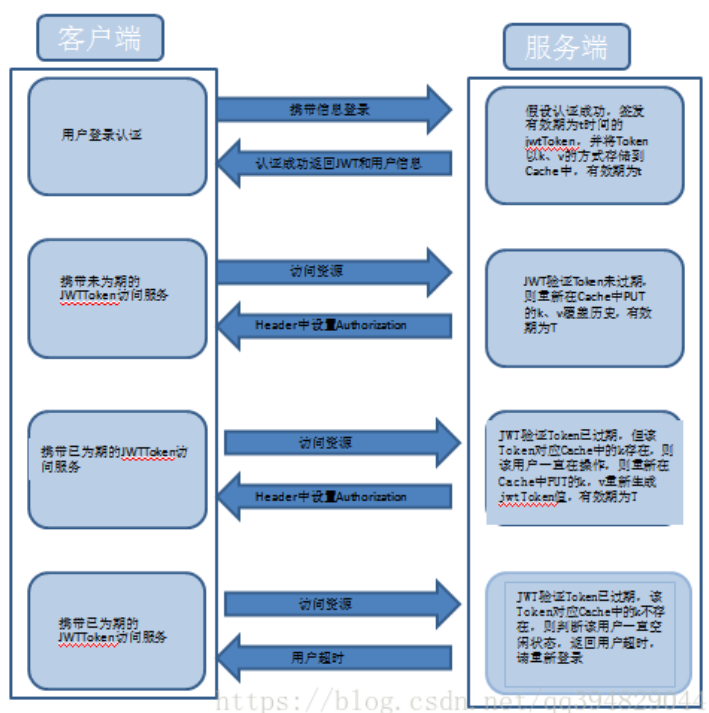 客户端
服务端
用户登录认证
携带信息登录
认证成功返回JWT和用户信息
假设认证成功，签发
有效期为t时间的
jwtToken，并将Token
以k、v的方式存储到
Cache中，有效期为t
携带未为期的
JWTToken访问服务
访问资源
Header中设置Authorization
JWT验证Token未过期，
则重新在Cache中PUT
的k、v覆盖历史，有效
期为T
携带已为期的JWTToken访
问服务
访问资源
Header中设置Authorization
JWT验证Token已过期，但该
Token对应Cache中的k存在，则
该用户一直在操作，则重新在
Cache中PUT的k，v重新生成
jwtToken值，有效期为T
携带已为期的
JWTToken访问服务
访问资源
用户超时
JWT验证Token已过期，该
Token对应Cache中的k不存
在，则判断该用户一直空
闲状态，返回用户超时，
请重新登录
https://blog.csdn.net/qq394829044